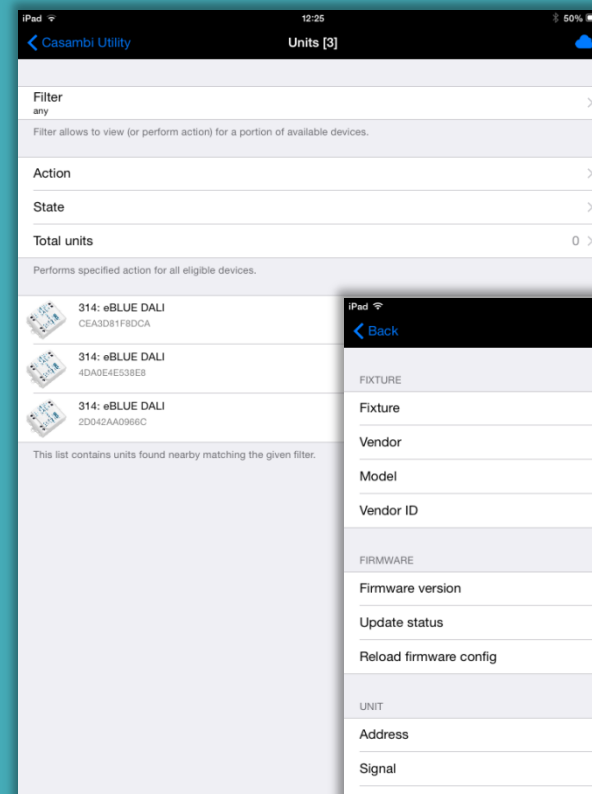 iPad 12:25 50%
Casambi Utility Units [3]
Filter
any
Filter allows to view (or perform action) for a portion of available devices.
Action
State
Total units 0
Performs specified action for all eligible devices.
314: eBLUE DALI
CEA3D81F8DCA
314: eBLUE DALI
4DA0E4E538E8
314: eBLUE DALI
2D042AA0966C
This list contains units found nearby matching the given filter.
iPad
Back
FIXTURE
Fixture
Vendor
Model
Vendor ID
FIRMWARE
Firmware version
Update status
Reload firmware config
UNIT
Address
Signal